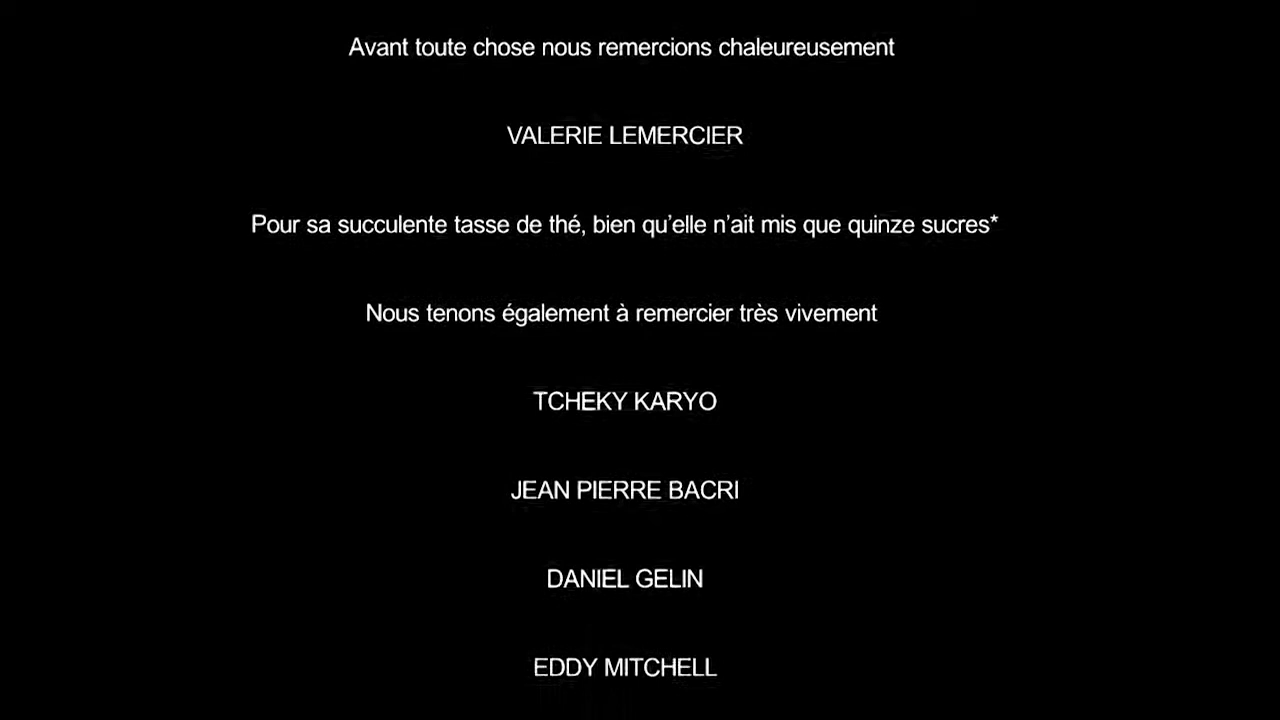 Avant toute chose nous remercions chaleureusement
VALERIE LEMERCIER
Pour sa succulente tasse de thé, bien qu’elle n’ait mis que quinze sucres*
Nous tenons également à remercier très vivement
TCHEKY KARYO
JEAN PIERRE BACRI
DANIEL GELIN
EDDY MITCHELL